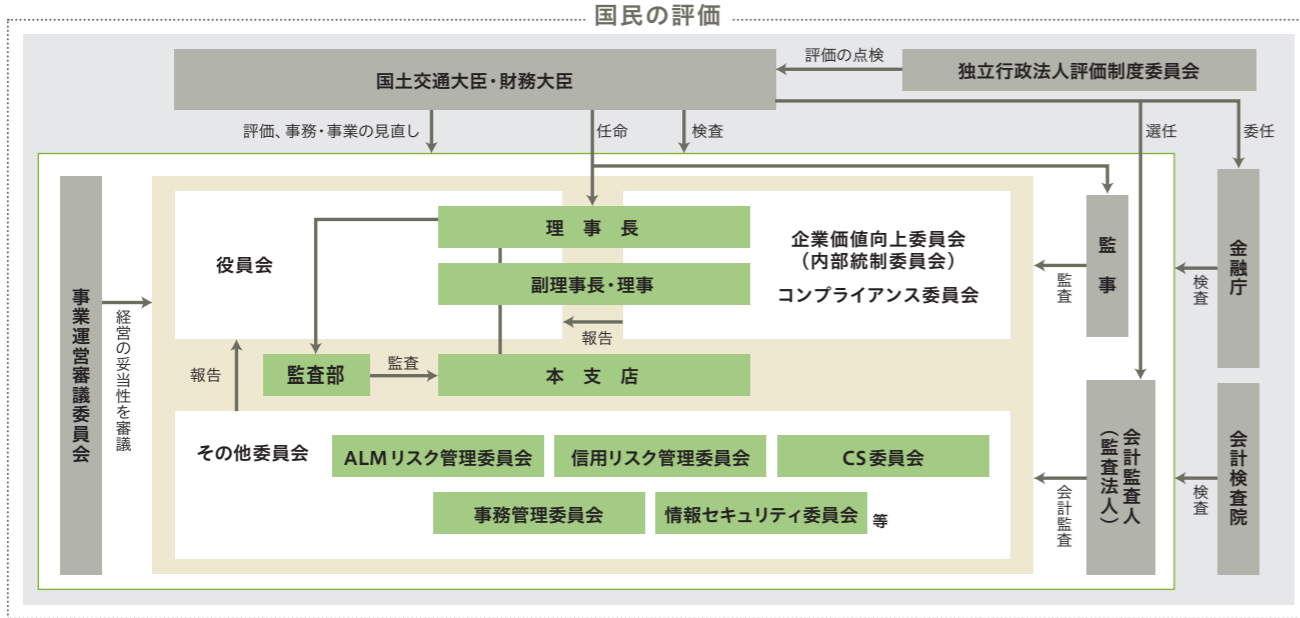 国民の評価
国土交通大臣・財務大臣
評価の点検
独立行政法人評価制度委員会
評価、事務・事業の見直し
任命
検査
選任
委任
事業運営審議委員会
経営の妥当性を審議
役員会
理事長
副理事長・理事
企業価値向上委員会
（内部統制委員会）
コンプライアンス委員会
報告
監事
監査
金融庁
検査
報告
監査部
監査
本支店
その他委員会
ALMリスク管理委員会
信用リスク管理委員会
CS委員会
事務管理委員会
情報セキュリティ委員会
等
会計監査
会計監査人
（監査法人）
検査
会計検査院